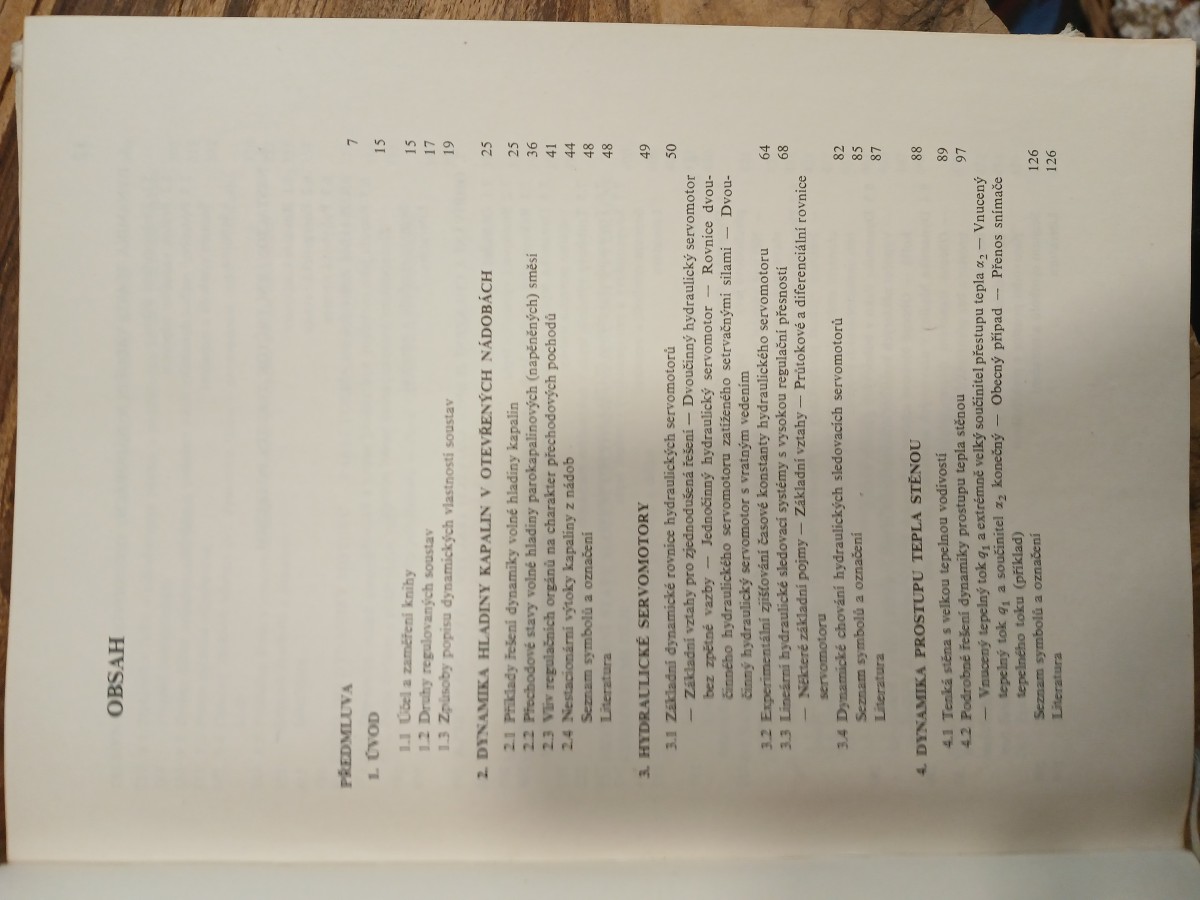 OBSAH
PŘEDMLUVA 7
1. ÚVOD 15
1.1 Účel a zaměření knihy 15
1.2 Druhy regulovaných soustav 17
1.3 Způsoby popisu dynamických vlastností soustav 19
2. DYNAMIKA HLADINY KAPALIN V OTEVŘENÝCH NÁDOBÁCH 25
2.1 Příklady řešení dynamiky volné hladiny kapalin 25
2.2 Přechodové stavy volné hladiny parokapalinových (napěněných) směsí 36
2.3 Vliv regulačních orgánů na charakter přechodových pochodů 41
2.4 Nestacionární výtoky kapaliny z nádob 44
Seznam symbolů a označení 48
Literatura 48
3. HYDRAULICKÉ SERVOMOTORY 49
3.1 Základní dynamické rovnice hydraulických servomotorů 50
— Základní vztahy pro zjednodušená řešení — Dvoučinný hydraulický servomotor
bez zpětné vazby — Jednočinný hydraulický servomotor — Rovnice dvou-
činného hydraulického servomotoru zatíženého setrvačnými silami — Dvou-
činný hydraulický servomotor s vratným vedením
3.2 Experimentální zjišťování časové konstanty hydraulického servomotoru 64
3.3 Lineární hydraulické sledovací systémy s vysokou regulační přesností 68
— Některé základní pojmy — Základní vztahy — Průtokové a diferenciální rovnice
servomotoru
3.4 Dynamické chování hydraulických sledovacích servomotorů 82
Seznam symbolů a označení 85
Literatura 87
4. DYNAMIKA PROSTUPU TEPLA STĚNOU 88
4.1 Tenká stěna s velkou tepelnou vodivostí 89
4.2 Podrobné řešení dynamiky prostupu tepla stěnou 97
— Vnucený tepelný tok q₁ a extrémně velký součinitel přestupu tepla α₂ — Vnucený
tepelný tok q₁ a součinitel α₂ konečný — Obecný případ — Přenos snímače
tepelného toku (příklad)
Seznam symbolů a označení 126
Literatura 126